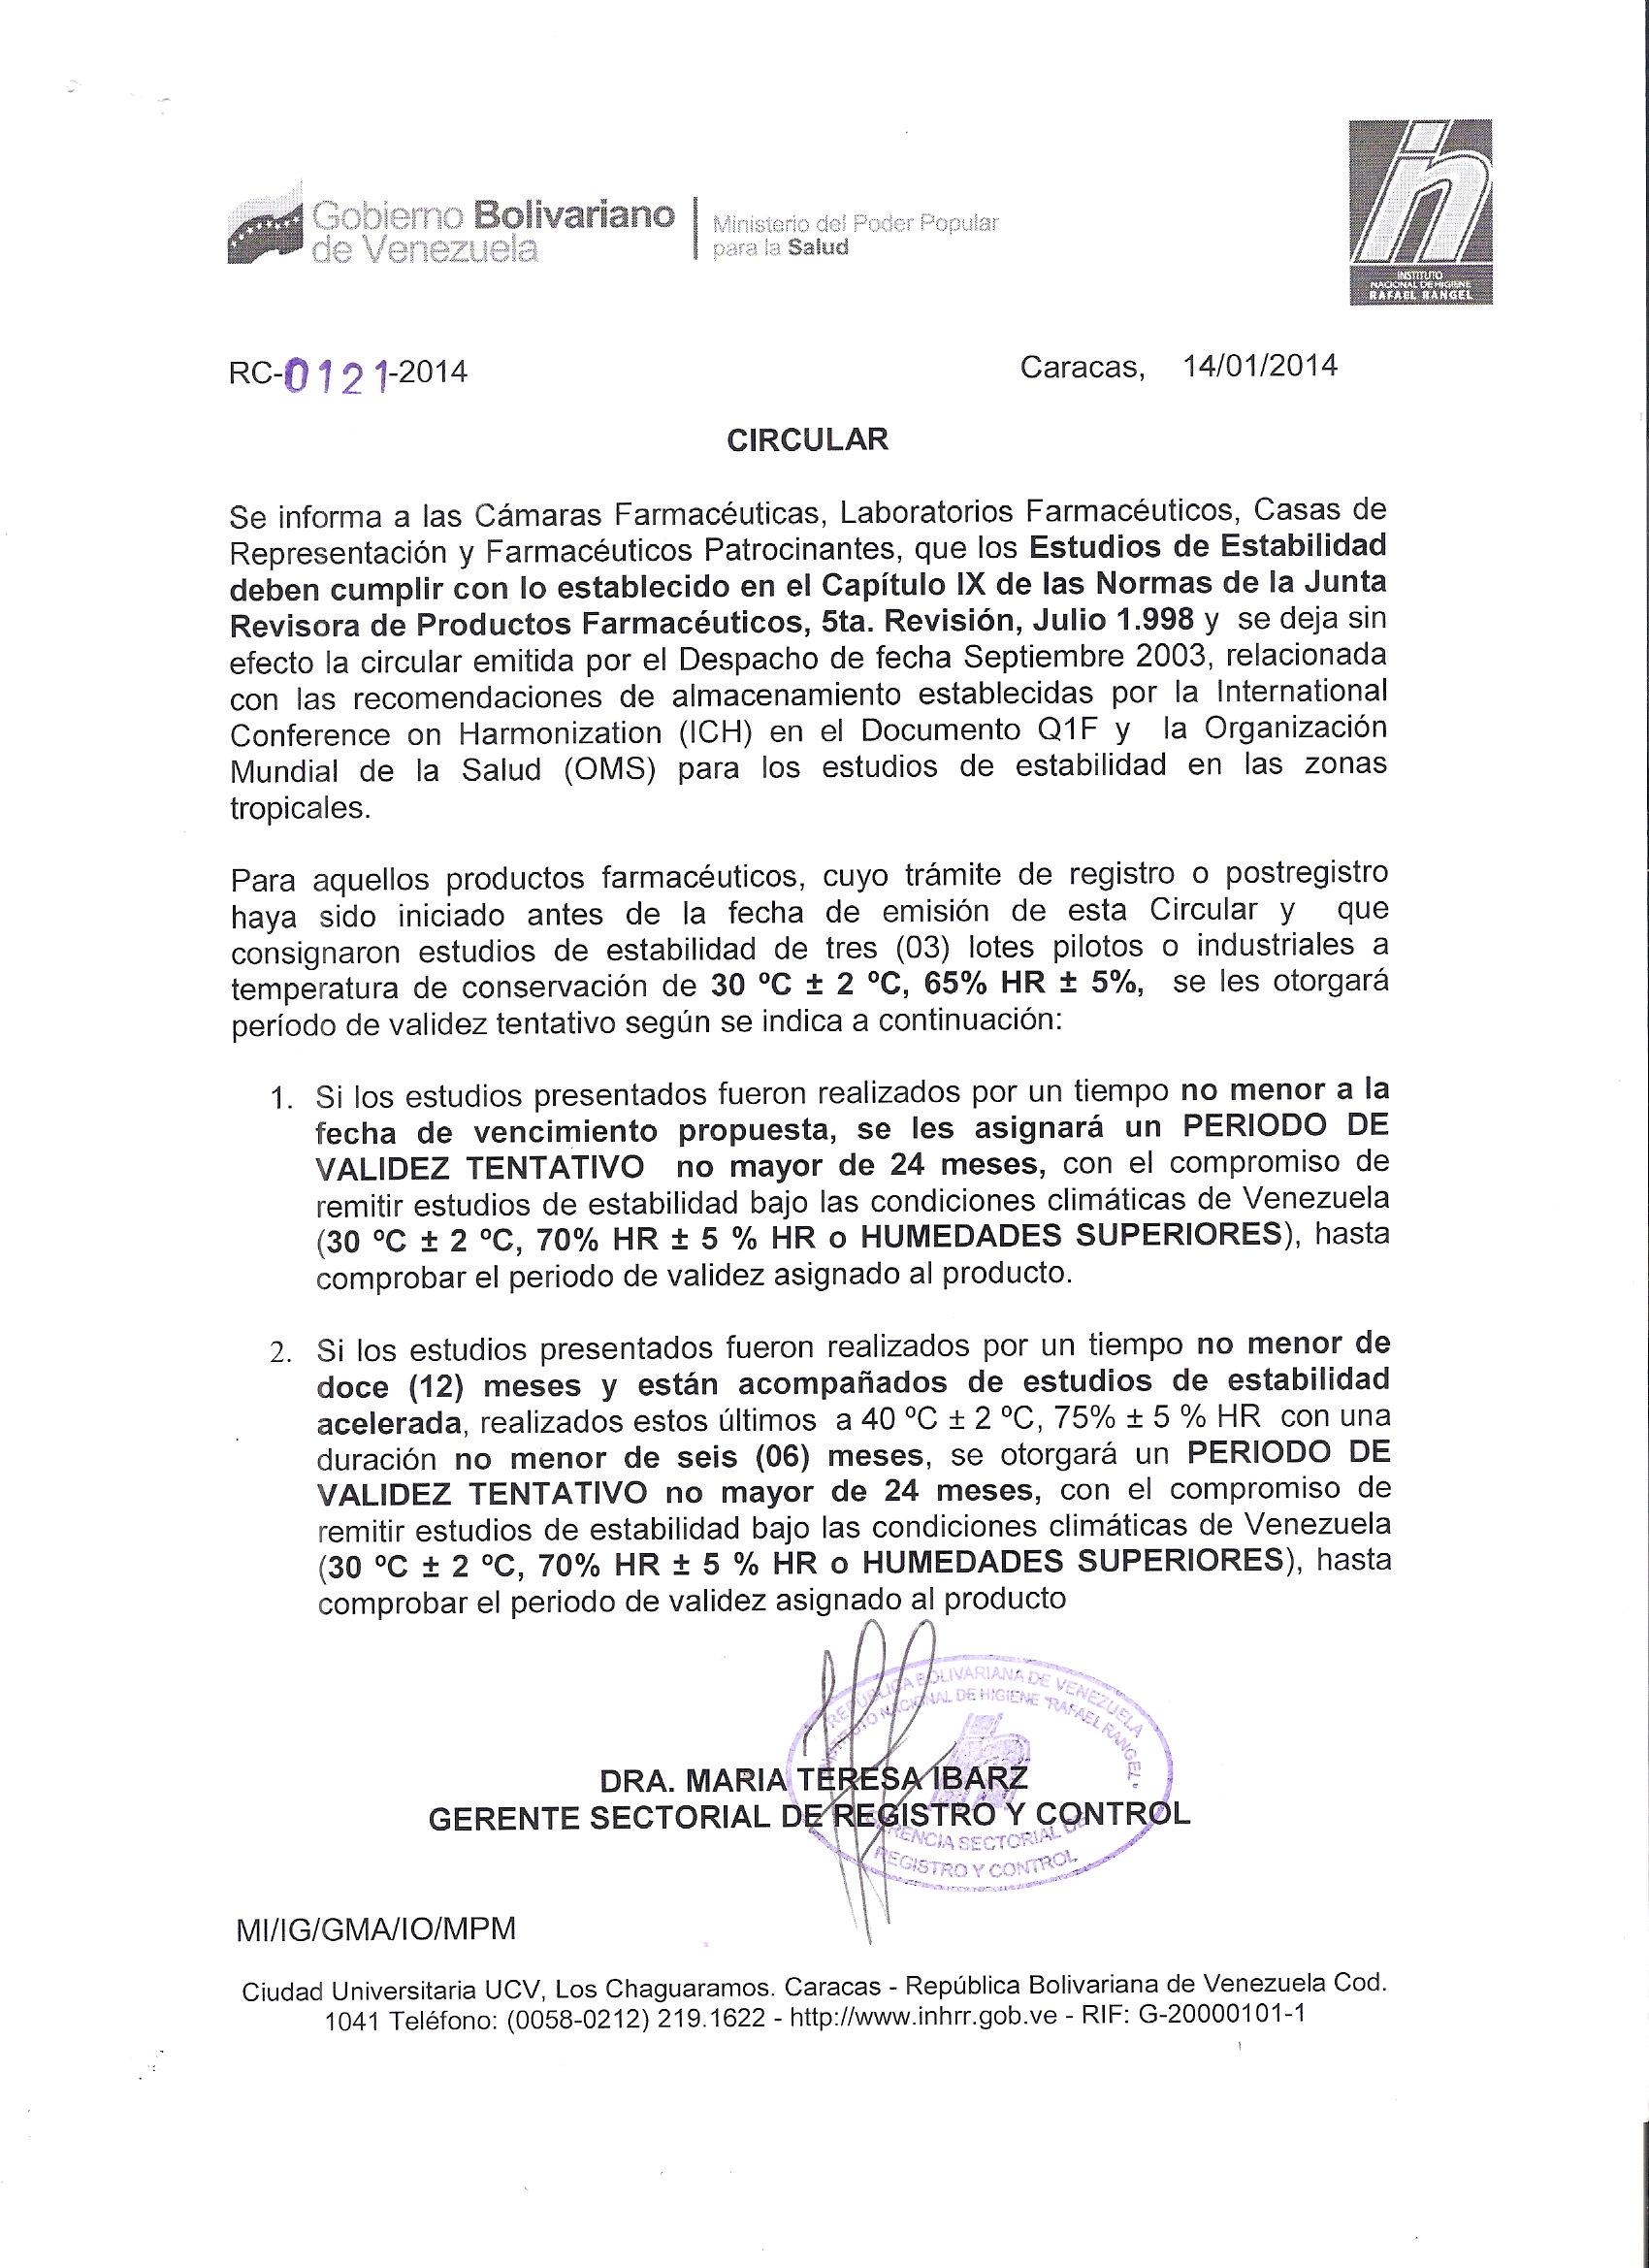 Gobierno Bolivariano
de Venezuela
Ministerio del Poder Popular
para la Salud
INSTITUTO
NACIONAL DE HIGIENE
RAFAEL RANGEL
RC-0121-2014
Caracas, 14/01/2014
CIRCULAR
Se informa a las Cámaras Farmacéuticas, Laboratorios Farmacéuticos, Casas de
Representación y Farmacéuticos Patrocinantes, que los Estudios de Estabilidad
deben cumplir con lo establecido en el Capítulo IX de las Normas de la Junta
Revisora de Productos Farmacéuticos, 5ta. Revisión, Julio 1.998 y se deja sin
efecto la circular emitida por el Despacho de fecha Septiembre 2003, relacionada
con las recomendaciones de almacenamiento establecidas por la International
Conference on Harmonization (ICH) en el Documento Q1F y la Organización
Mundial de la Salud (OMS) para los estudios de estabilidad en las zonas
tropicales.
Para aquellos productos farmacéuticos, cuyo trámite de registro o postregistro
haya sido iniciado antes de la fecha de emisión de esta Circular y que
consignaron estudios de estabilidad de tres (03) lotes pilotos o industriales a
temperatura de conservación de 30 ºC ± 2 ºC, 65% HR ± 5%, se les otorgará
período de validez tentativo según se indica a continuación:
1. Si los estudios presentados fueron realizados por un tiempo no menor a la
fecha de vencimiento propuesta, se les asignará un PERIODO DE
VALIDEZ TENTATIVO no mayor de 24 meses, con el compromiso de
remitir estudios de estabilidad bajo las condiciones climáticas de Venezuela
(30 ºC ± 2 ºC, 70% HR ± 5 % HR o HUMEDADES SUPERIORES), hasta
comprobar el periodo de validez asignado al producto.
2. Si los estudios presentados fueron realizados por un tiempo no menor de
doce (12) meses y están acompañados de estudios de estabilidad
acelerada, realizados estos últimos a 40 ºC ± 2 ºC, 75% ± 5 % HR con una
duración no menor de seis (06) meses, se otorgará un PERIODO DE
VALIDEZ TENTATIVO no mayor de 24 meses, con el compromiso de
remitir estudios de estabilidad bajo las condiciones climáticas de Venezuela
(30 ºC ± 2 ºC, 70% HR ± 5 % HR o HUMEDADES SUPERIORES), hasta
comprobar el periodo de validez asignado al producto
REPUBLICA BOLIVARIANA DE VENEZUELA
INSTITUTO NACIONAL DE HIGIENE "RAFAEL RANGEL"
DRA. MARIA TERESA IBARZ
GERENTE SECTORIAL DE REGISTRO Y CONTROL
GERENCIA SECTORIAL DE
REGISTRO Y CONTROL
MI/IG/GMA/IO/MPM
Ciudad Universitaria UCV, Los Chaguaramos. Caracas - República Bolivariana de Venezuela Cod.
1041 Teléfono: (0058-0212) 219.1622 - http://www.inhrr.gob.ve - RIF: G-20000101-1